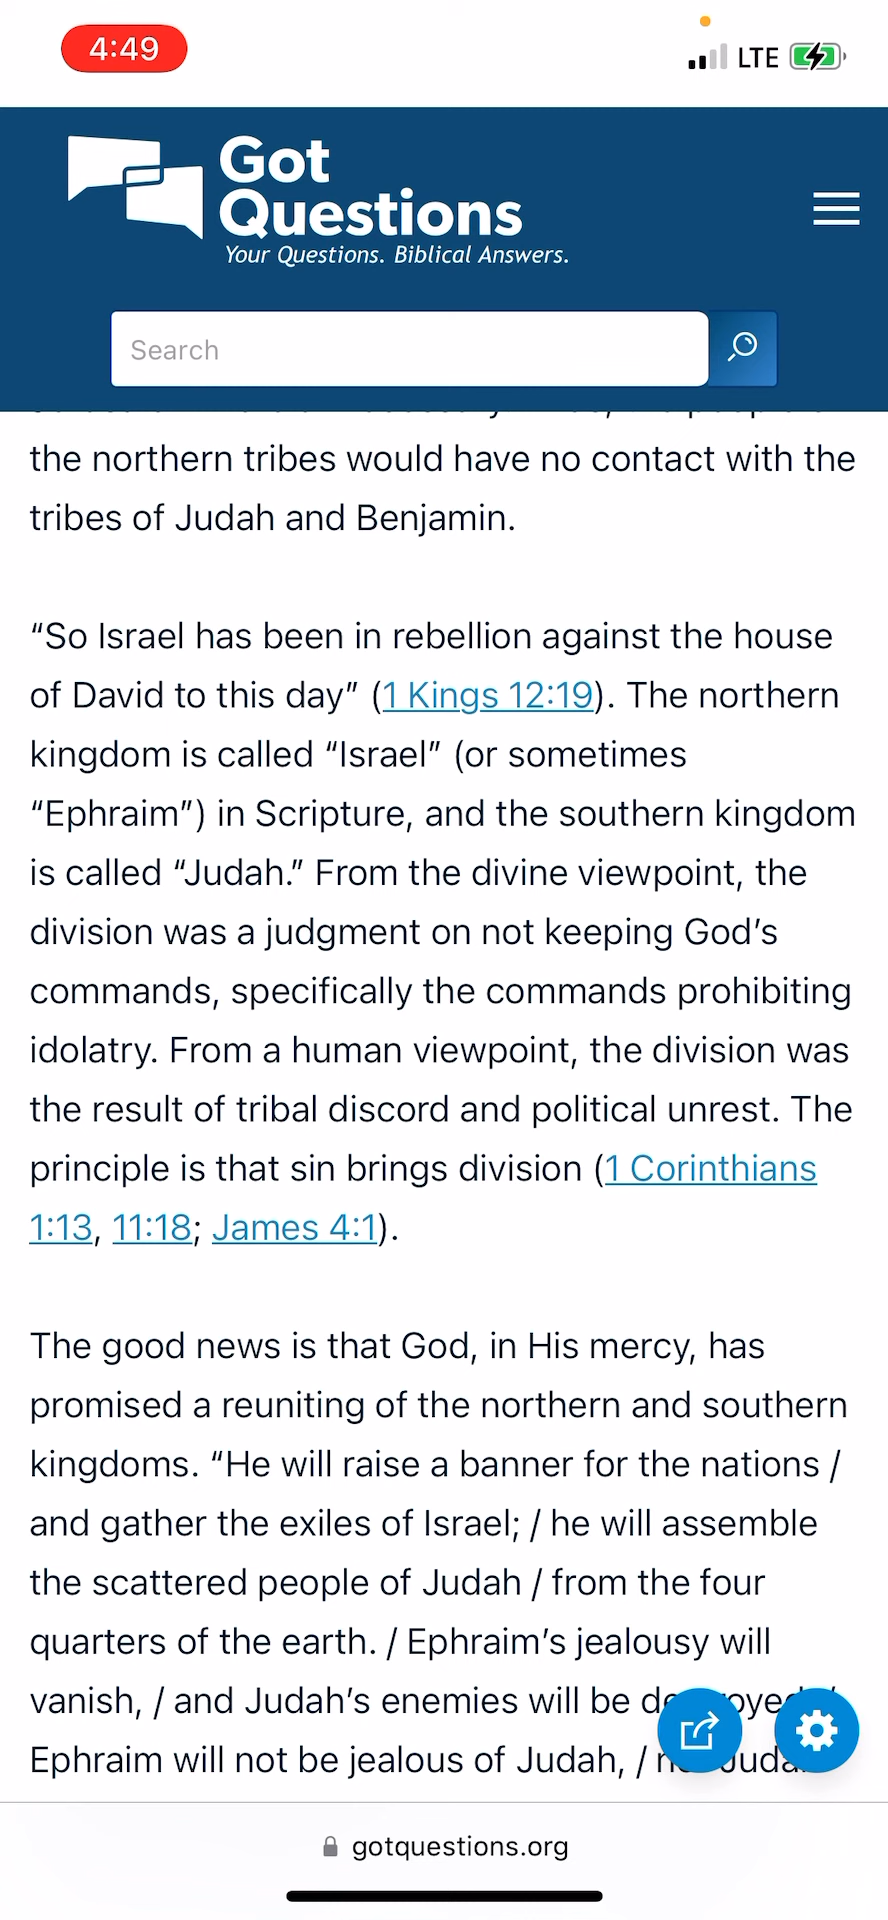 4:49
LTE
Got
Questions
Your Questions. Biblical Answers.
Search
the northern tribes would have no contact with the
tribes of Judah and Benjamin.
“So Israel has been in rebellion against the house
of David to this day” (1 Kings 12:19). The northern
kingdom is called “Israel” (or sometimes
“Ephraim”) in Scripture, and the southern kingdom
is called “Judah.” From the divine viewpoint, the
division was a judgment on not keeping God’s
commands, specifically the commands prohibiting
idolatry. From a human viewpoint, the division was
the result of tribal discord and political unrest. The
principle is that sin brings division (1 Corinthians
1:13, 11:18; James 4:1).
The good news is that God, in His mercy, has
promised a reuniting of the northern and southern
kingdoms. “He will raise a banner for the nations /
and gather the exiles of Israel; / he will assemble
the scattered people of Judah / from the four
quarters of the earth. / Ephraim’s jealousy will
vanish, / and Judah’s enemies will be
Ephraim will not be jealous of Judah, /
gotquestions.org